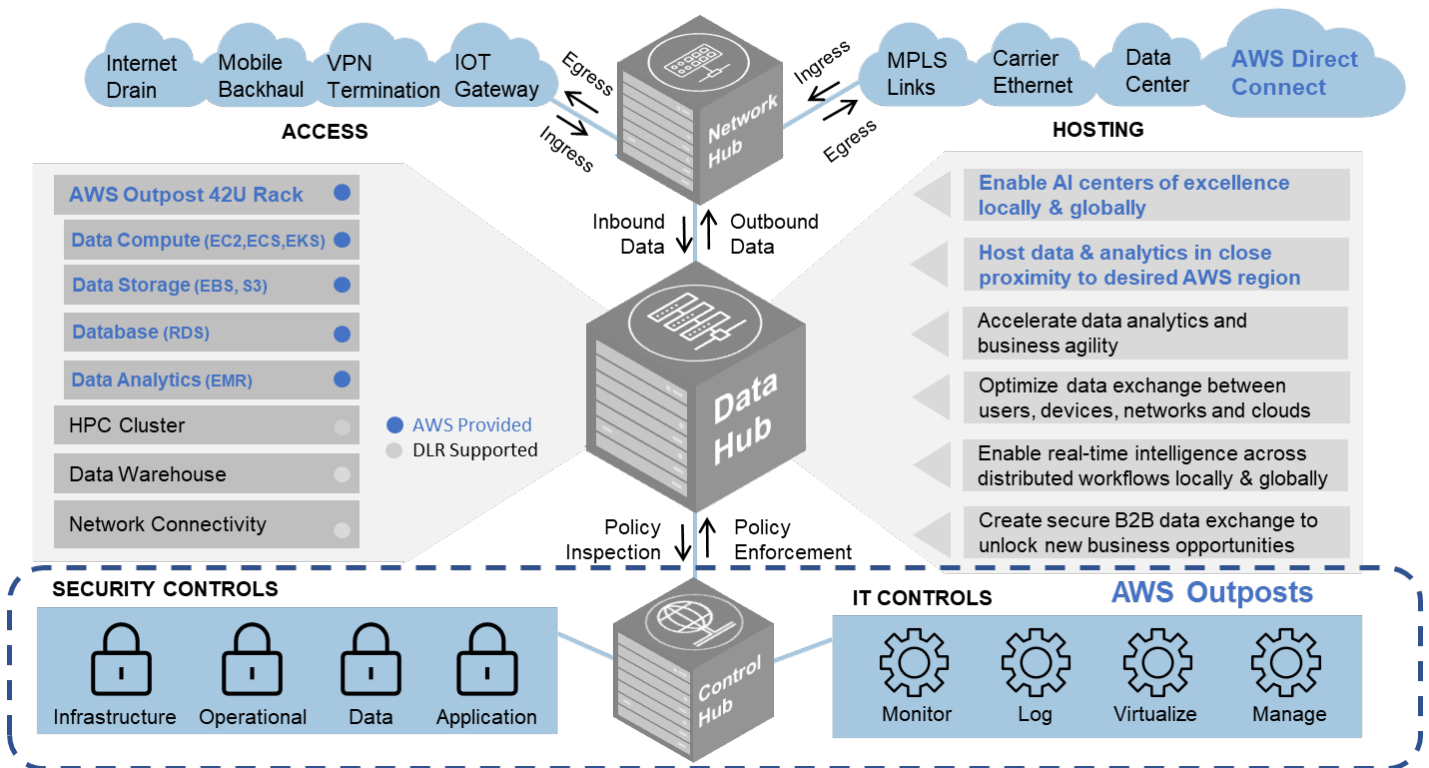 Internet
Drain
Mobile
Backhaul
VPN
Termination
IOT
Gateway
Egress
Ingress
Network
Hub
Ingress
Egress
MPLS
Links
Carrier
Ethernet
Data
Center
AWS Direct
Connect
ACCESS
HOSTING
AWS Outpost 42U Rack
Data Compute (EC2,ECS,EKS)
Data Storage (EBS, S3)
Database (RDS)
Data Analytics (EMR)
HPC Cluster
Data Warehouse
Network Connectivity
AWS Provided
DLR Supported
Inbound
Data
Outbound
Data
Data
Hub
Enable AI centers of excellence
locally & globally
Host data & analytics in close
proximity to desired AWS region
Accelerate data analytics and
business agility
Optimize data exchange between
users, devices, networks and clouds
Enable real-time intelligence across
distributed workflows locally & globally
Create secure B2B data exchange to
unlock new business opportunities
Policy
Inspection
Policy
Enforcement
SECURITY CONTROLS
Infrastructure
Operational
Data
Application
Control
Hub
IT CONTROLS
AWS Outposts
Monitor
Log
Virtualize
Manage